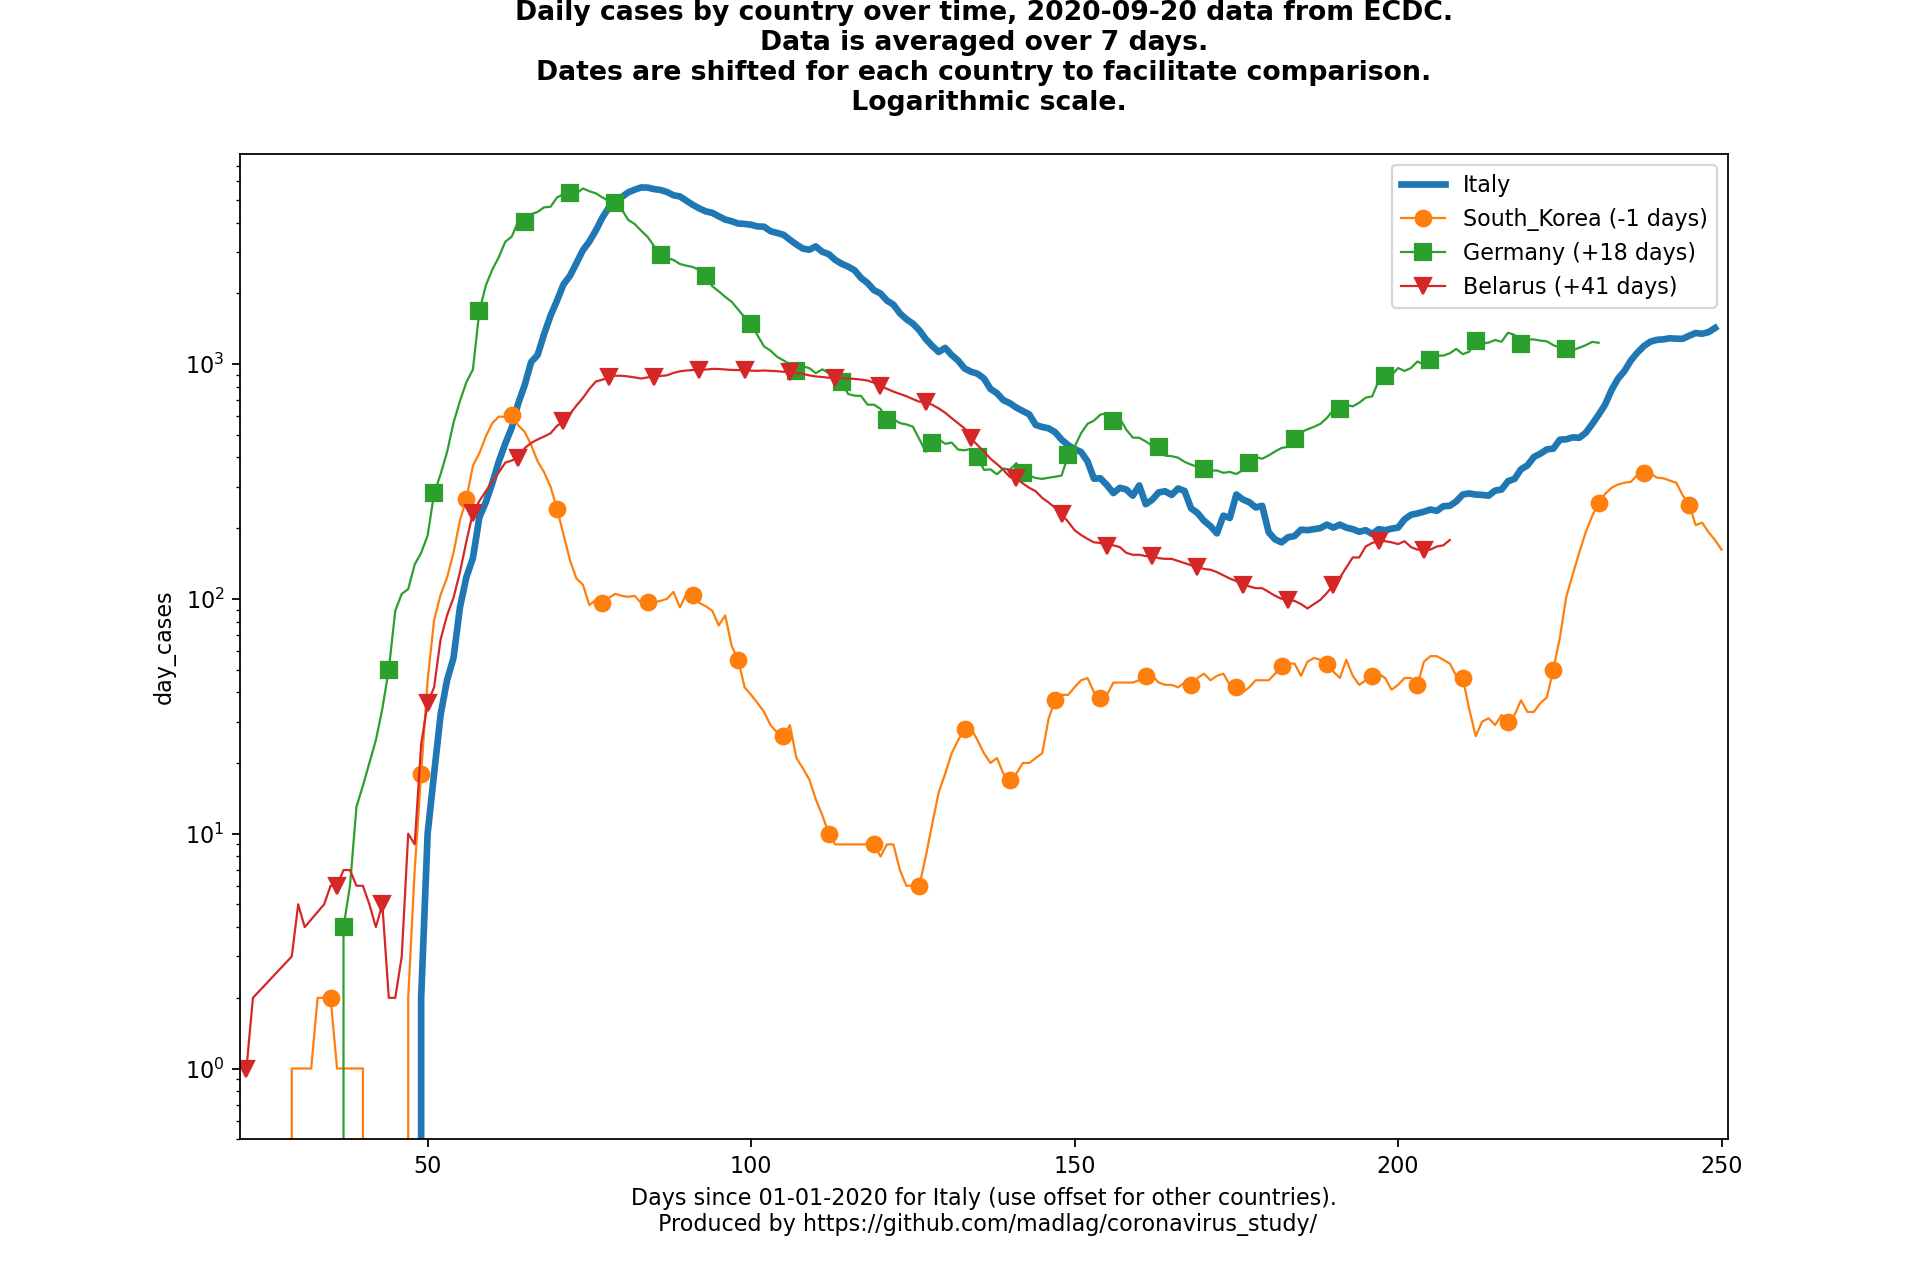 Daily cases by country over time, 2020-09-20 data from ECDC.
Data is averaged over 7 days.
Dates are shifted for each country to facilitate comparison.
Logarithmic scale.
Italy
South_Korea (-1 days)
Germany (+18 days)
Belarus (+41 days)
day_cases
10³
10²
10¹
10⁰
50 100 150 200 250
Days since 01-01-2020 for Italy (use offset for other countries).
Produced by https://github.com/madlag/coronavirus_study/